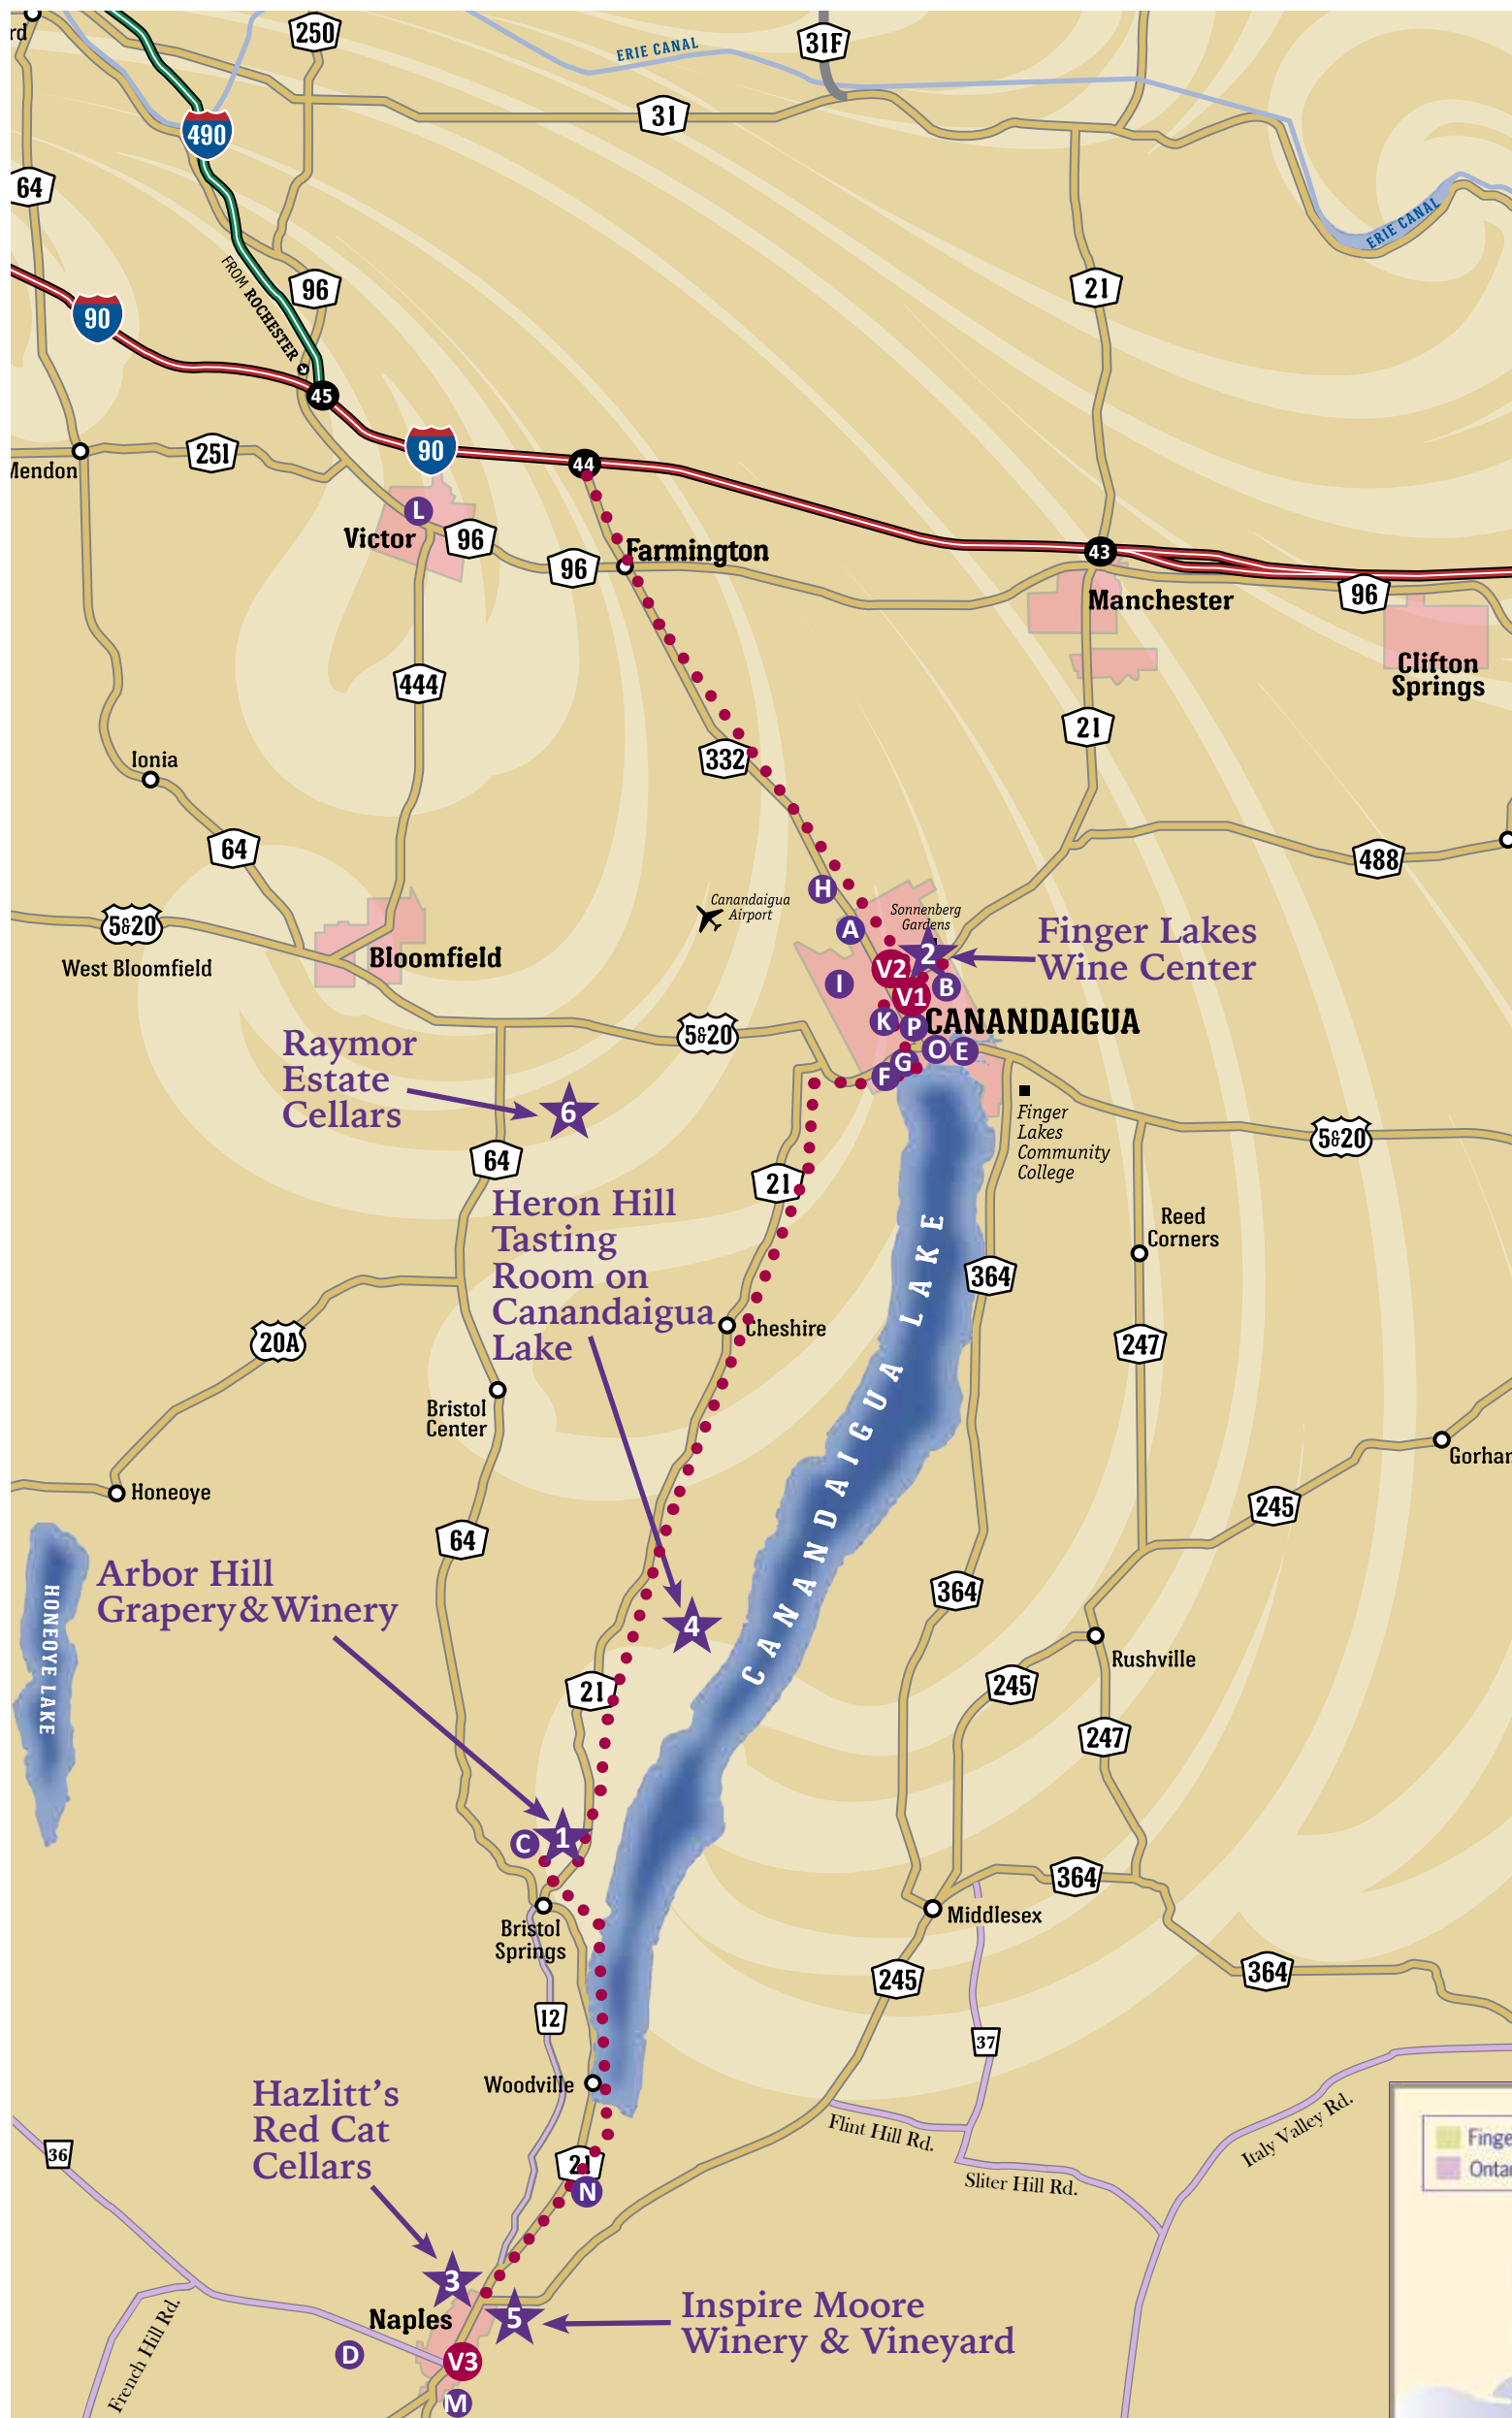 rd
250
31F
ERIE CANAL
31
490
64
ERIE CANAL
FROM ROCHESTER
96
21
90
45
90
44
251
Mendon
L
Victor
96
96
Farmington
43
Manchester
96
Clifton
Springs
444
21
332
Ionia
64
488
H
Canandaigua
Airport
Sonnenberg
Gardens
A
5&20
West Bloomfield
Bloomfield
2
Finger Lakes
Wine Center
V2
I
B
V1
K
P
CANANDAIGUA
5&20
O
E
G
F
Raymor
Estate
Cellars
6
Finger
Lakes
Community
College
5&20
64
21
Heron Hill
Tasting
Room on
Canandaigua
Lake
Reed
Corners
364
CANANDAIGUA LAKE
20A
Cheshire
247
Bristol
Center
Gorhar
Honeoye
245
64
HONEOYE LAKE
Arbor Hill
Grapery&Winery
364
4
Rushville
245
21
247
C
1
364
Bristol
Springs
Middlesex
245
364
12
37
Woodville
Hazlitt's
Red Cat
Cellars
Flint Hill Rd.
Italy Valley Rd.
36
21
N
Sliter Hill Rd.
Finge
Ontar
3
Naples
5
Inspire Moore
Winery & Vineyard
D
V3
French Hill Rd.
M